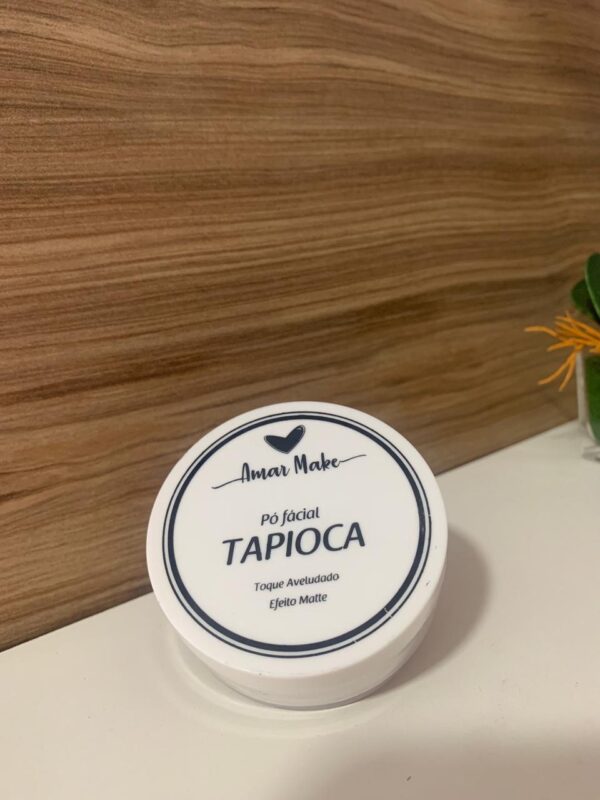 Amar Make
Pó fácial
TAPIOCA
Toque Aveludado
Efeito Matte